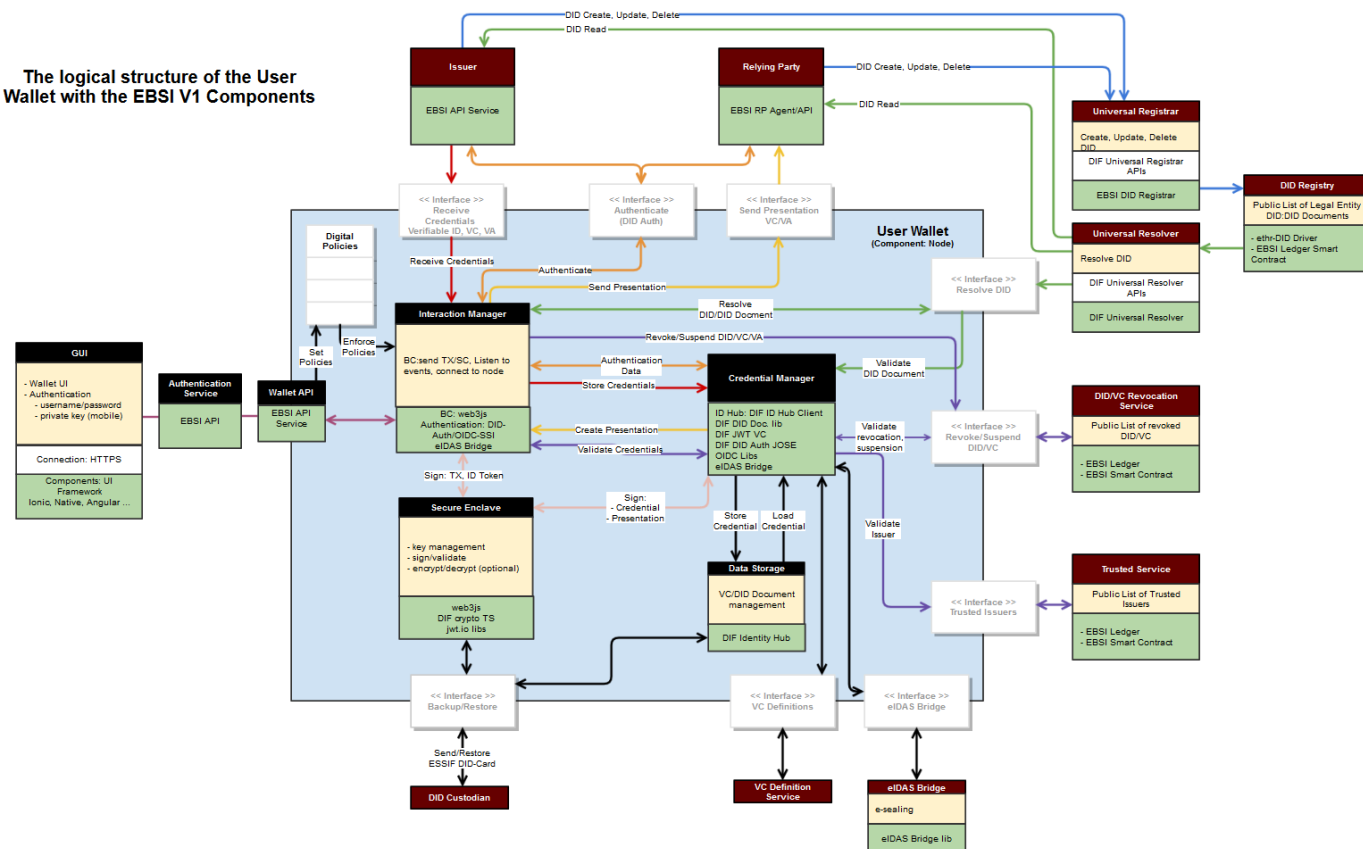 The logical structure of the User
Wallet with the EBSI V1 Components
DID Create, Update, Delete
DID Read
Issuer
EBSI API Service
Relying Party
EBSI RP Agent/API
DID Create, Update, Delete
DID Read
Universal Registrar
Create, Update, Delete
DID
DIF Universal Registrar
APIs
EBSI DID Registrar
DID Registry
Public List of Legal Entity
DID:DID Documents
- ethr-DID Driver
- EBSI Ledger Smart
Contract
Universal Resolver
Resolve DID
DIF Universal Resolver
APIs
DIF Universal Resolver
<< Interface >>
Receive
Credentials
Verifiable ID, VC, VA
<< Interface >>
Authenticate
(DID Auth)
<< Interface >>
Send Presentation
VC/VA
User Wallet
(Component: Node)
Digital
Policies
Receive Credentials
Authenticate
Send Presentation
<< Interface >>
Resolve DID
Interaction Manager
BC:send TX/SC, Listen to
events, connect to node
BC: web3js
Authentication: DID-
Auth/OIDC-SSI
eIDAS Bridge
Resolve
DID/DID Docment
Revoke/Suspend DID/VC/VA
Set
Policies
Enforce
Policies
Authentication
Data
Store Credentials
Validate
DID Document
Credential Manager
ID Hub: DIF ID Hub Client
DIF DID Doc. lib
DIF JWT VC
DIF DID Auth JOSE
OIDC Libs
eIDAS Bridge
GUI
- Wallet UI
- Authentication
- username/password
- private key (mobile)
Connection: HTTPS
Components: UI
Framework
Ionic, Native, Angular ...
Authentication
Service
EBSI API
Wallet API
EBSI API
Service
Create Presentation
Validate Credentials
Validate
revocation,
suspension
<< Interface >>
Revoke/Suspend
DID/VC
DID/VC Revocation
Service
Public List of revoked
DID/VC
- EBSI Ledger
- EBSI Smart Contract
Sign: TX, ID Token
Sign:
- Credential
- Presentation
Store
Credential
Load
Credential
Validate
Issuer
Secure Enclave
- key management
- sign/validate
- encrypt/decrypt (optional)
web3js
DIF crypto TS
jwt.io libs
Data Storage
VC/DID Document
management
DIF Identity Hub
<< Interface >>
Trusted Issuers
Trusted Service
Public List of Trusted
Issuers
- EBSI Ledger
- EBSI Smart Contract
<< Interface >>
Backup/Restore
<< Interface >>
VC Definitions
<< Interface >>
eIDAS Bridge
Send/Restore
ESSIF DID-Card
DID Custodian
VC Definition
Service
eIDAS Bridge
e-sealing
eIDAS Bridge lib